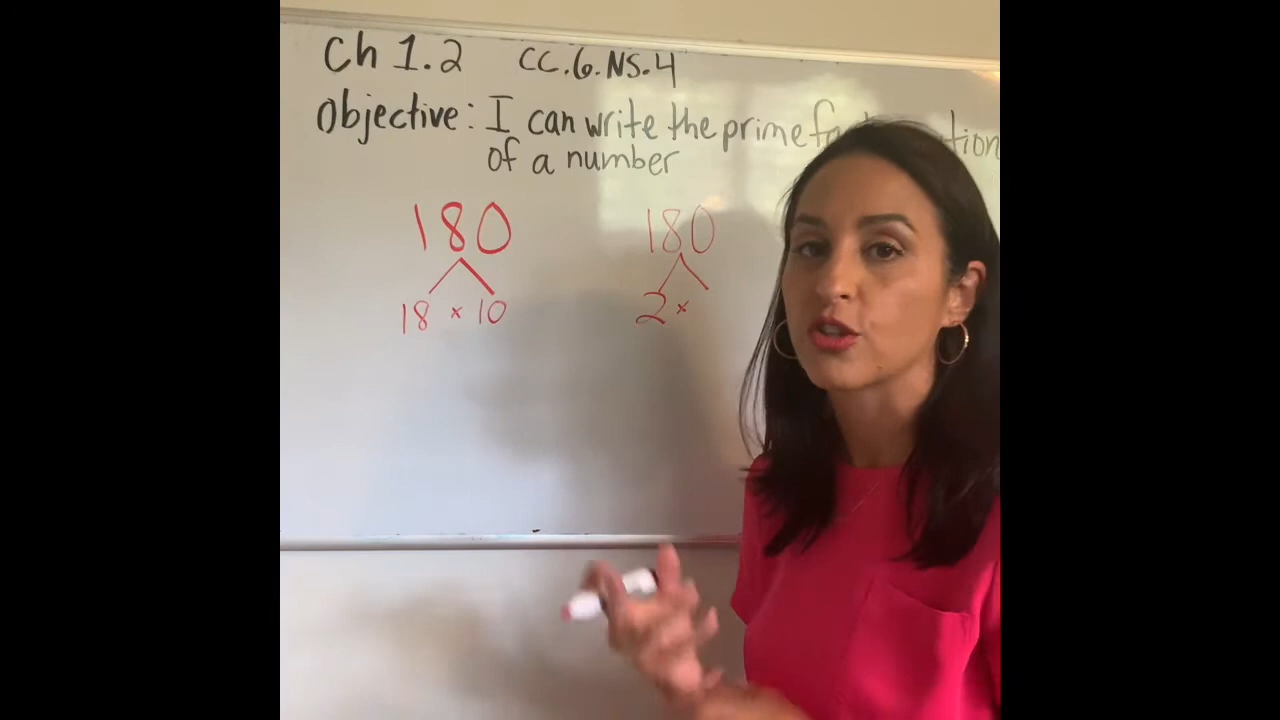 Ch 1.2 CC.6.NS.4
Objective: I can write the prime
of a number
180 180
18 × 10 2 ×